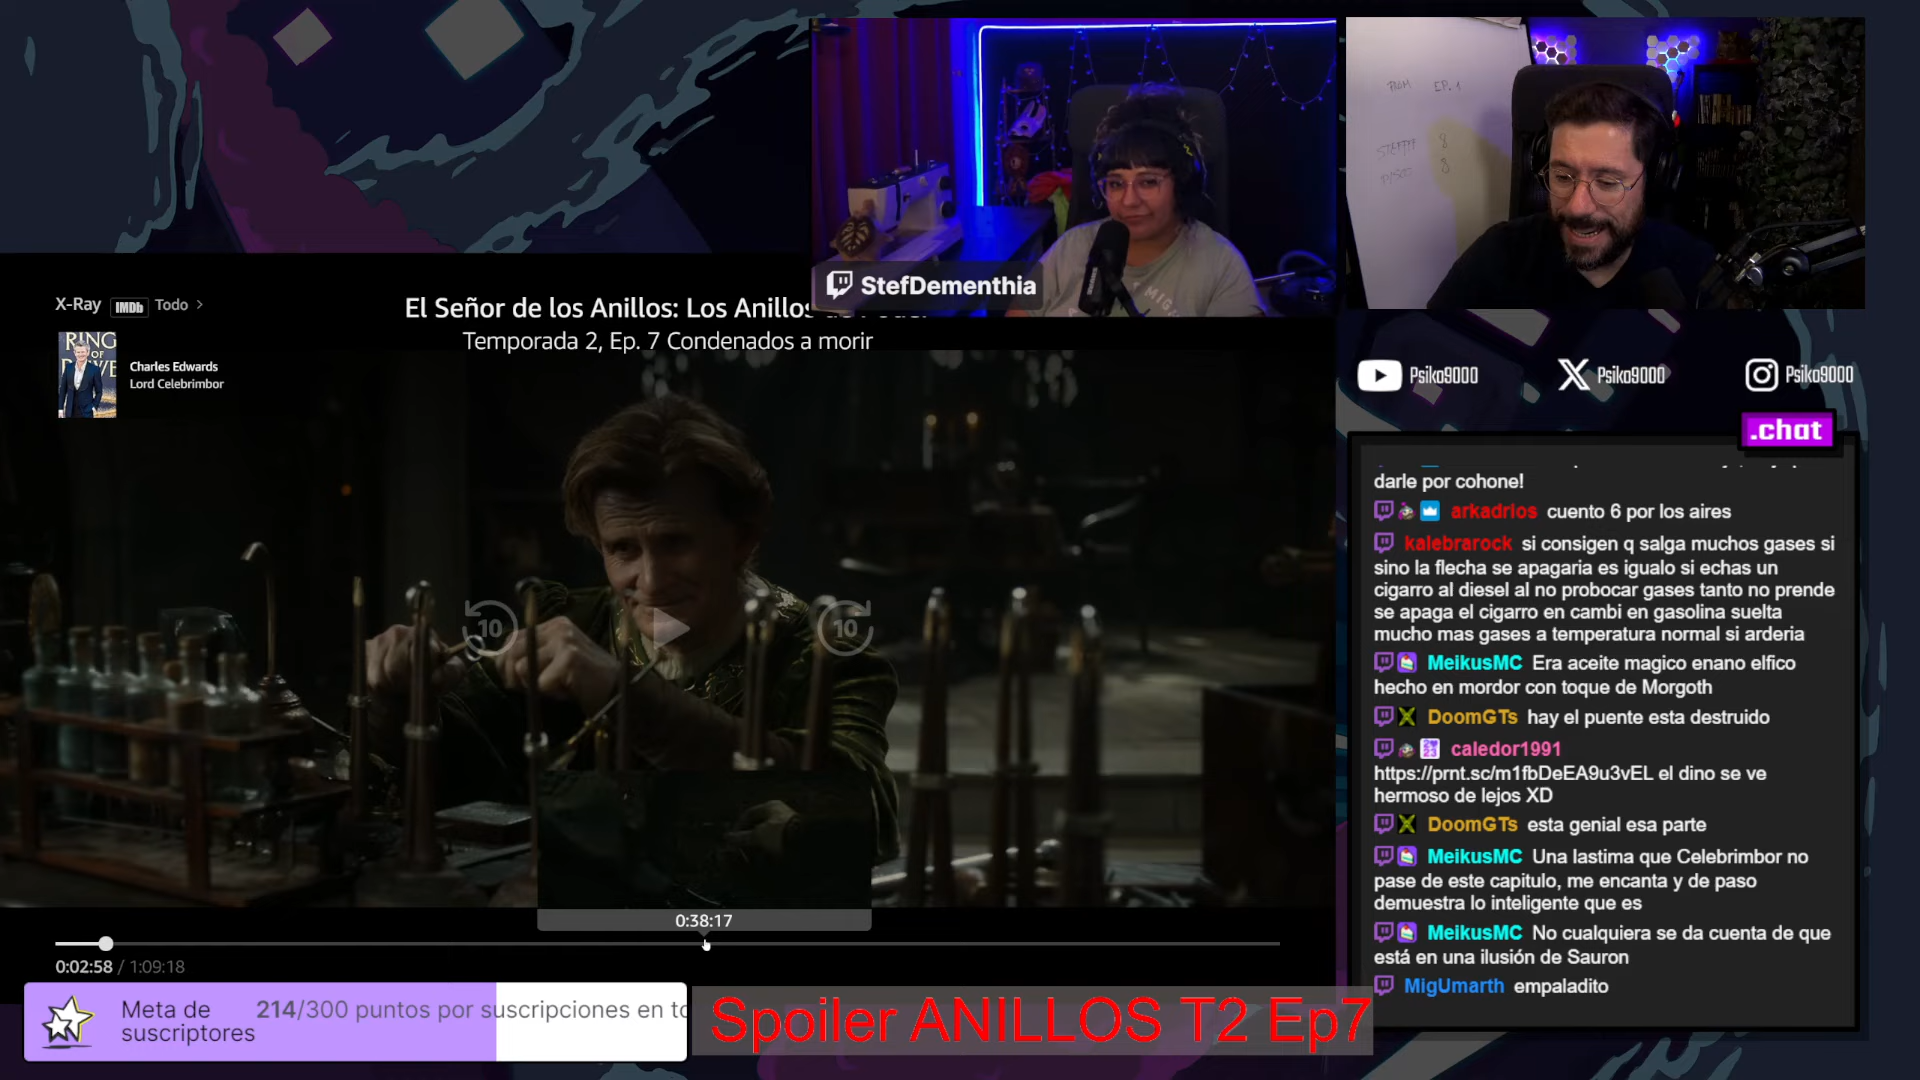 X-Ray IMDb Todo >
Charles Edwards
Lord Celebrimbor
El Señor de los Anillos: Los Anillos
Temporada 2, Ep. 7 Condenados a morir
StefDementhia
EP. 1
8
8
Psiko9000
Psiko9000
Psiko9000
.chat
darle por cohone!
arkadrios cuento 6 por los aires
kalebrarock si consigen q salga muchos gases si
sino la flecha se apagaria es igualo si echas un
cigarro al diesel al no probocar gases tanto no prende
se apaga el cigarro en cambi en gasolina suelta
mucho mas gases a temperatura normal si arderia
MeikusMC Era aceite magico enano elfico
hecho en mordor con toque de Morgoth
DoomGTs hay el puente esta destruido
caledor1991
https://prnt.sc/m1fbDeEA9u3vEL el dino se ve
hermoso de lejos XD
DoomGTs esta genial esa parte
MeikusMC Una lastima que Celebrimbor no
pase de este capitulo, me encanta y de paso
demuestra lo inteligente que es
MeikusMC No cualquiera se da cuenta de que
está en una ilusión de Sauron
MigUmarth empaladito
10
10
0:38:17
0:02:58 / 1:09:18
Meta de
suscriptores
214/300 puntos por suscripciones en to
Spoiler ANILLOS T2 Ep7